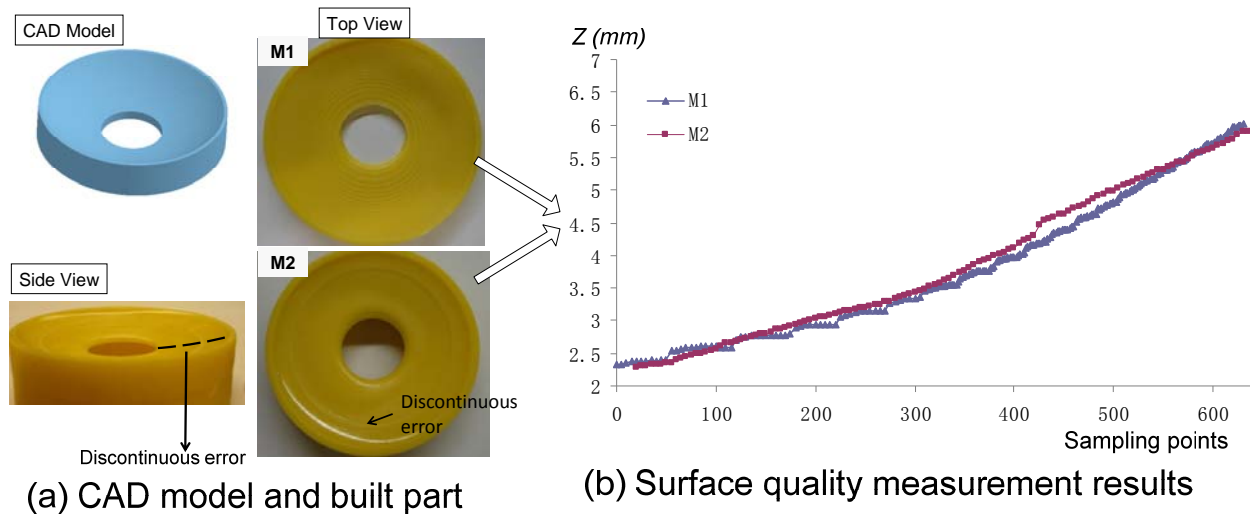 CAD Model
Top View
M1
M2
Side View
Discontinuous
error
Discontinuous error
(a) CAD model and built part
Z (mm)
7
6.5
6
5.5
5
4.5
4
3.5
3
2.5
2
M1
M2
0
100
200
300
400
500
600
Sampling points
(b) Surface quality measurement results